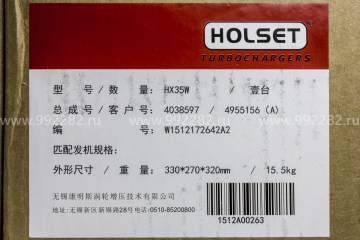 HOLSET
TURBOCHARGERS
型 号 / 数 量: HX35W / 壹台
总 成 号 / 客 户 号: 4038597 / 4955156 (A)
编 号: W1512172642A2
匹配发机规格:
外形尺寸 / 重 量: 330*270*320mm / 15.5kg
无锡康明斯涡轮增压技术有限公司
无锡新区新锡路28号电话-0510-85200800
1512A00263
www.992282.ru